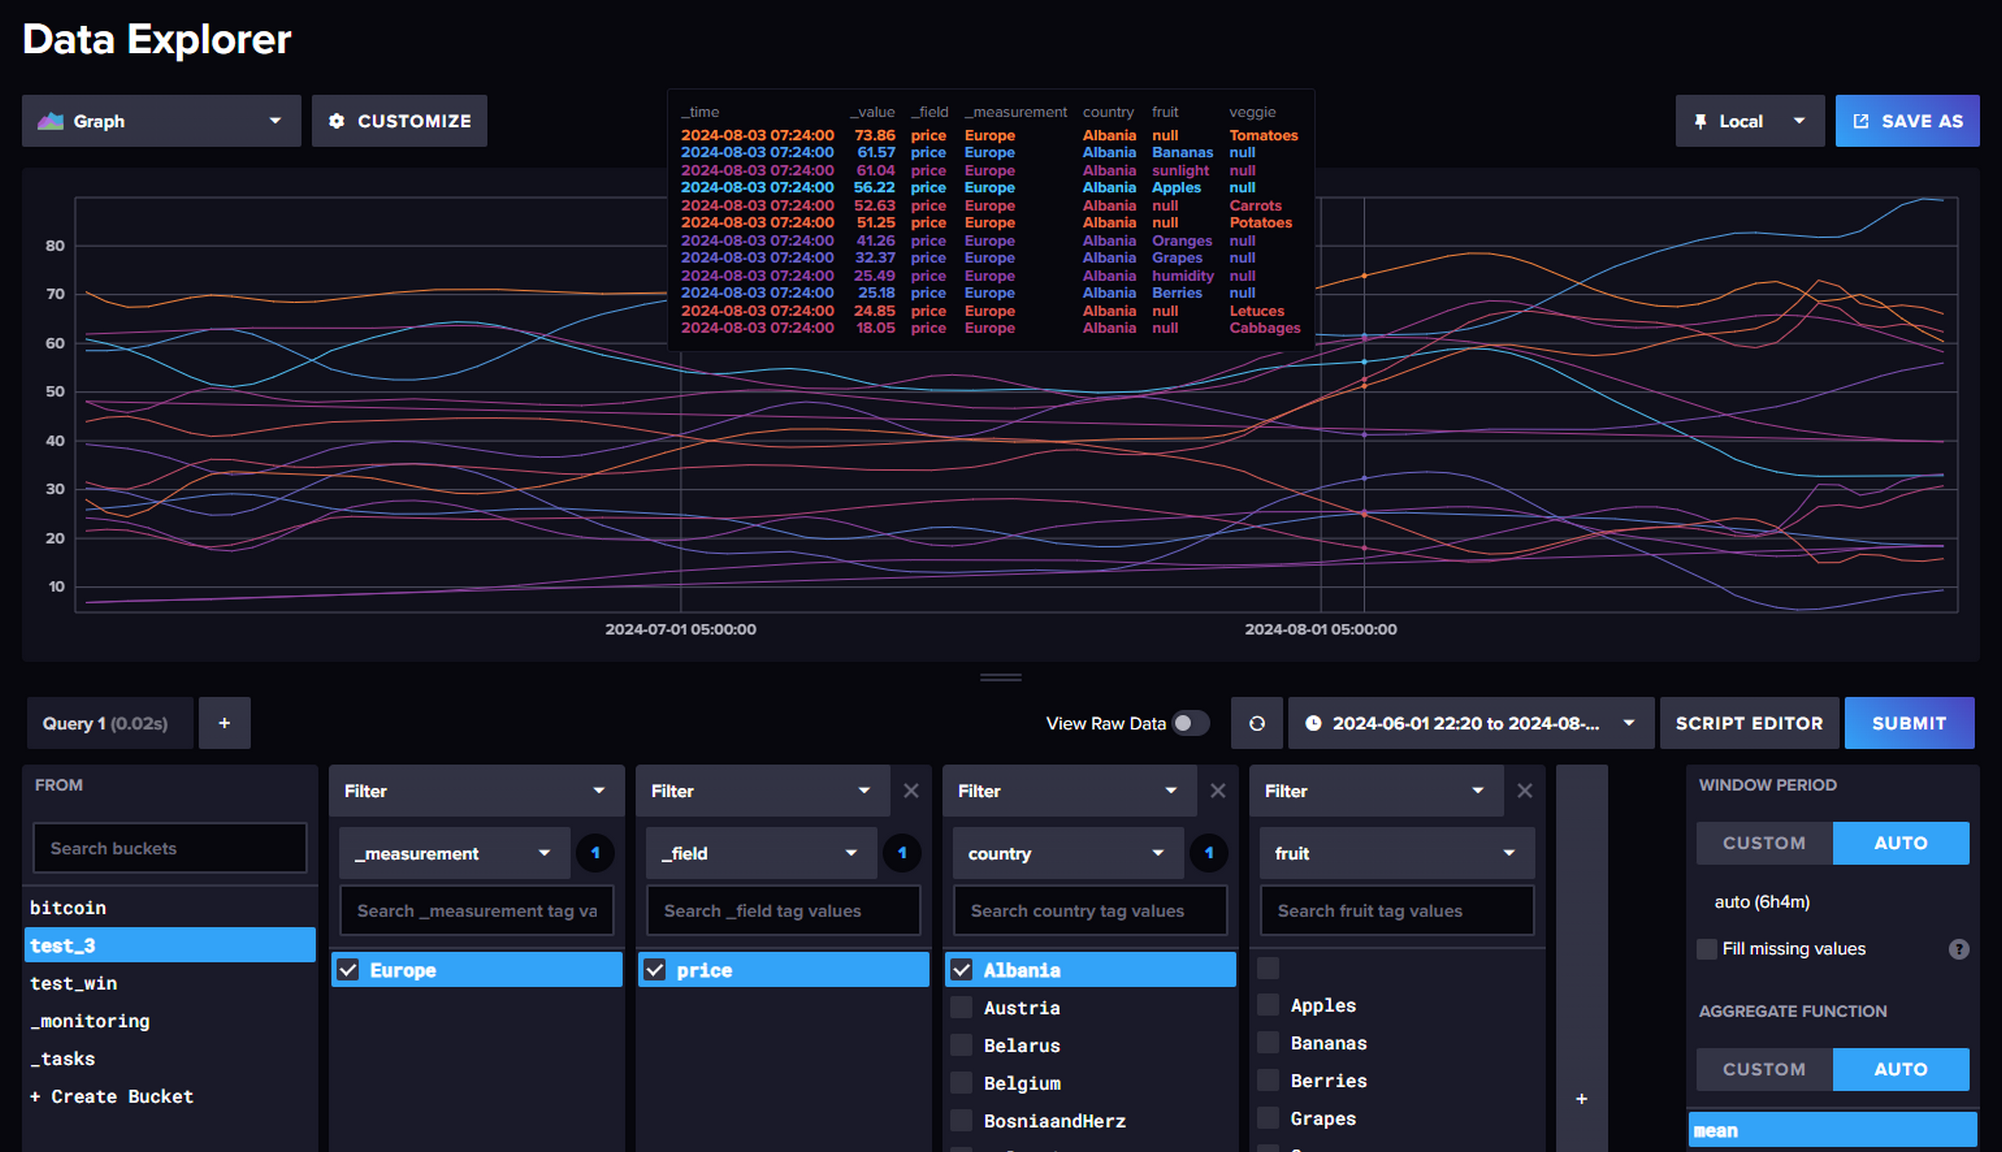 Data Explorer
Graph
CUSTOMIZE
Local
SAVE AS
_time _value _field _measurement country fruit veggie
2024-08-03 07:24:00 73.86 price Europe Albania null Tomatoes
2024-08-03 07:24:00 61.57 price Europe Albania Bananas null
2024-08-03 07:24:00 61.04 price Europe Albania sunlight null
2024-08-03 07:24:00 56.22 price Europe Albania Apples null
2024-08-03 07:24:00 52.63 price Europe Albania null Carrots
2024-08-03 07:24:00 51.25 price Europe Albania null Potatoes
2024-08-03 07:24:00 41.26 price Europe Albania Oranges null
2024-08-03 07:24:00 32.37 price Europe Albania Grapes null
2024-08-03 07:24:00 25.49 price Europe Albania humidity null
2024-08-03 07:24:00 25.18 price Europe Albania Berries null
2024-08-03 07:24:00 24.85 price Europe Albania null Letuces
2024-08-03 07:24:00 18.05 price Europe Albania null Cabbages
80
70
60
50
40
30
20
10
2024-07-01 05:00:00 2024-08-01 05:00:00
Query 1 (0.02s)
+
View Raw Data
2024-06-01 22:20 to 2024-08-...
SCRIPT EDITOR
SUBMIT
FROM
Search buckets
bitcoin
test_3
test_win
_monitoring
_tasks
+ Create Bucket
Filter
_measurement 1
Search _measurement tag va
Europe
Filter
_field 1
Search _field tag values
price
Filter
country 1
Search country tag values
Albania
Austria
Belarus
Belgium
BosniaandHerz
Filter
fruit
Search fruit tag values
Apples
Bananas
Berries
Grapes
+
WINDOW PERIOD
CUSTOM AUTO
auto (6h4m)
Fill missing values ?
AGGREGATE FUNCTION
CUSTOM AUTO
mean